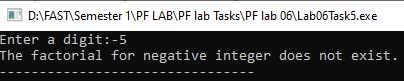 D:\FAST\Semester 1\PF LAB\PF lab Tasks\PF lab 06\Lab06Task5.exe
Enter a digit:-5
The factorial for negative integer does not exist.
--------------------------------